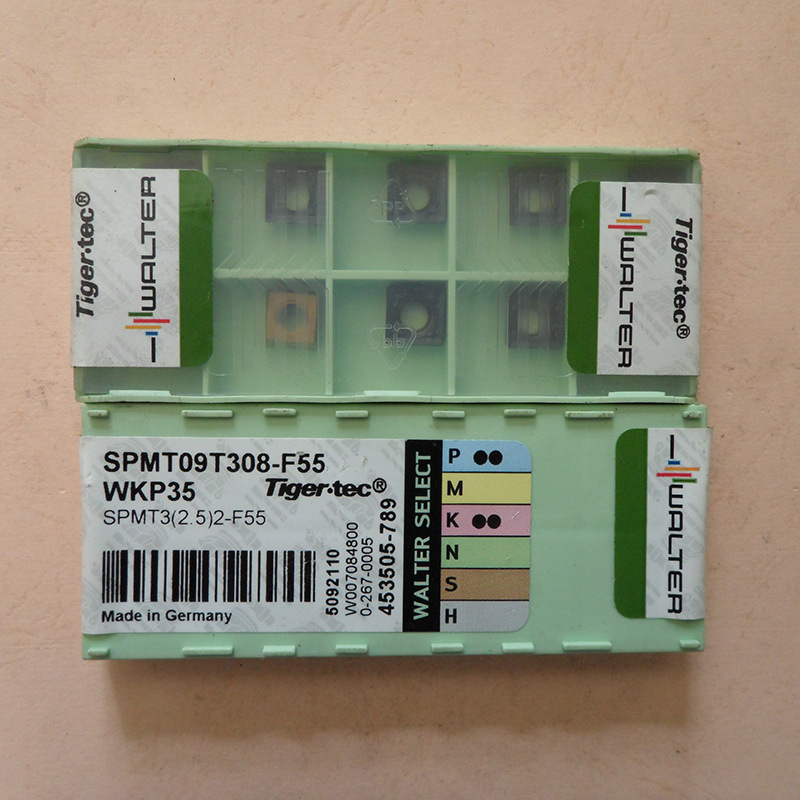 Tiger·tec®
WALTER
Tiger·tec®
WALTER
SPMT09T308-F55
WKP35
Tiger·tec®
SPMT3(2.5)2-F55
5092110
W007084800
0-267-0005
453505-789
Made in Germany
WALTER SELECT
P
M
K
N
S
H
WALTER